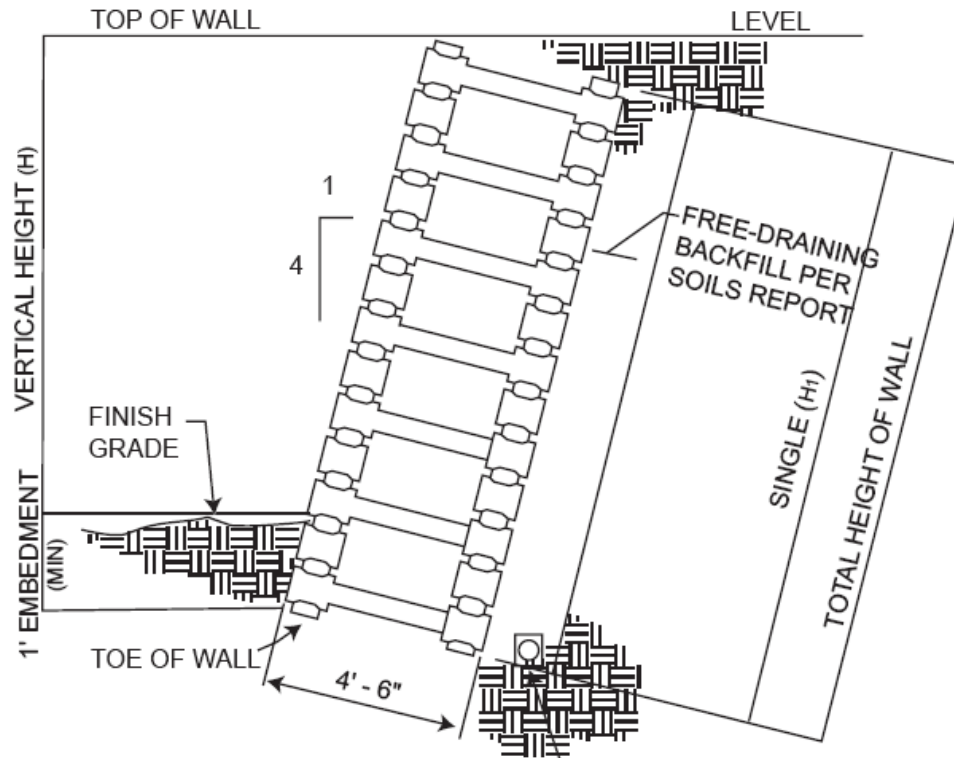 TOP OF WALL
LEVEL
VERTICAL HEIGHT (H)
1
4
FREE-DRAINING
BACKFILL PER
SOILS REPORT
FINISH
GRADE
1' EMBEDMENT
(MIN)
SINGLE (H1)
TOTAL HEIGHT OF WALL
TOE OF WALL
4' - 6"